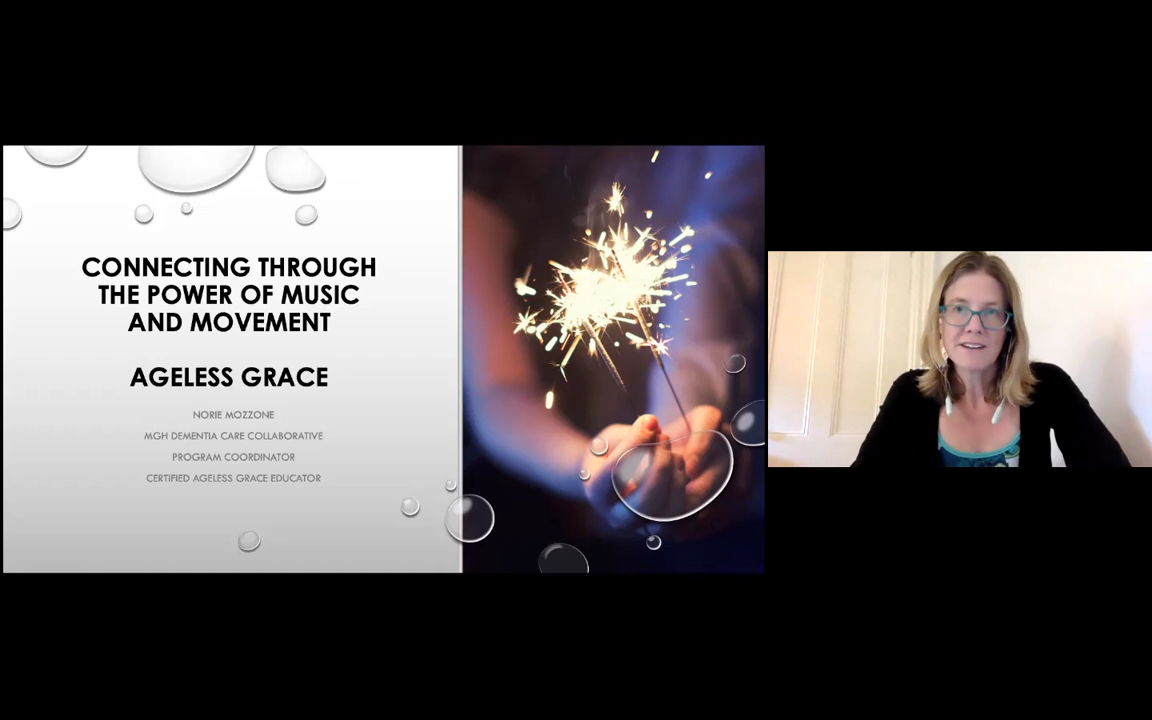 CONNECTING THROUGH
THE POWER OF MUSIC
AND MOVEMENT
AGELESS GRACE
NORIE MOZZONE
MGH DEMENTIA CARE COLLABORATIVE
PROGRAM COORDINATOR
CERTIFIED AGELESS GRACE EDUCATOR